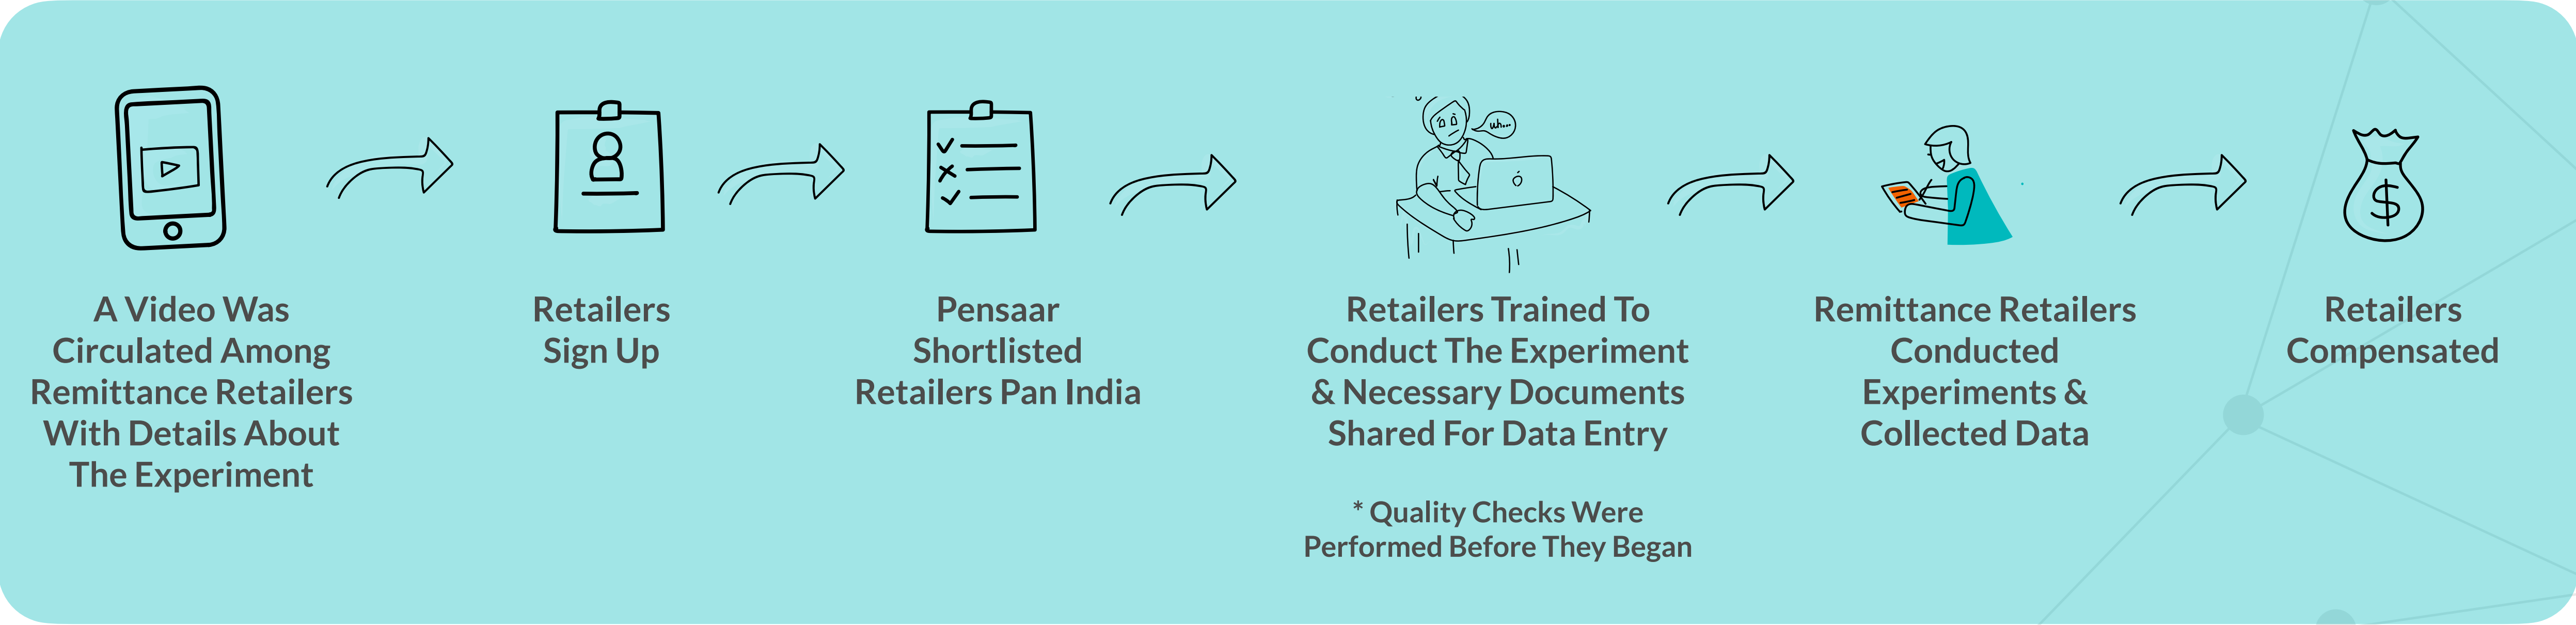 uh...
A Video Was
Circulated Among
Remittance Retailers
With Details About
The Experiment
Retailers
Sign Up
Pensaar
Shortlisted
Retailers Pan India
Retailers Trained To
Conduct The Experiment
& Necessary Documents
Shared For Data Entry
* Quality Checks Were
Performed Before They Began
Remittance Retailers
Conducted
Experiments &
Collected Data
$
Retailers
Compensated